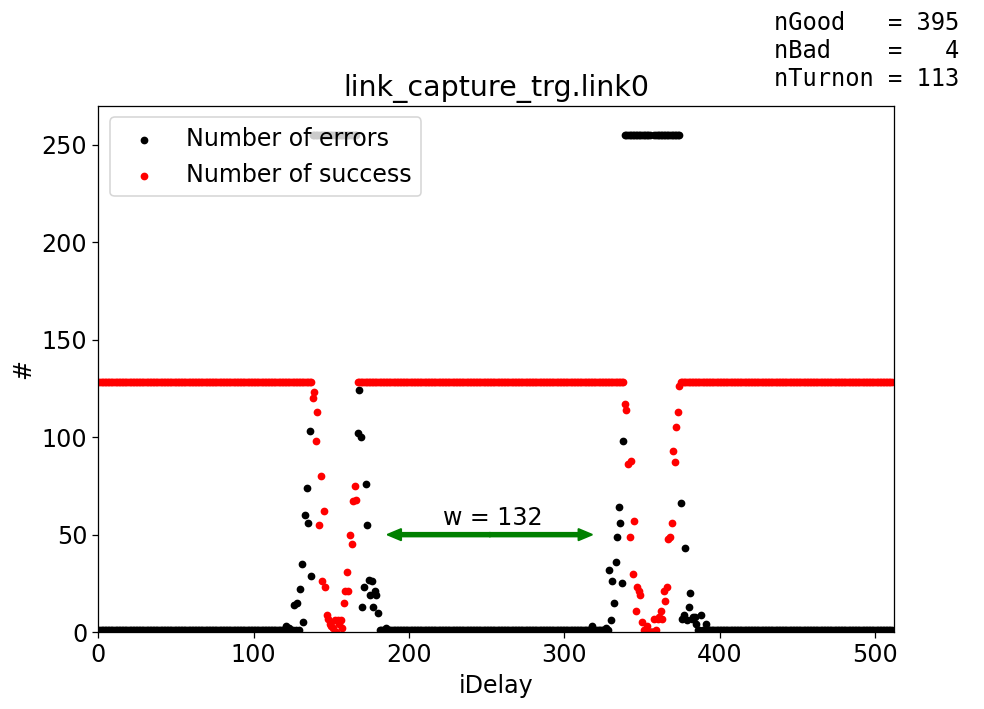 nGood = 395
nBad = 4
nTurnon = 113
link_capture_trg.link0
Number of errors
Number of success
250
200
150
100
50
0
#
w = 132
0 100 200 300 400 500
iDelay